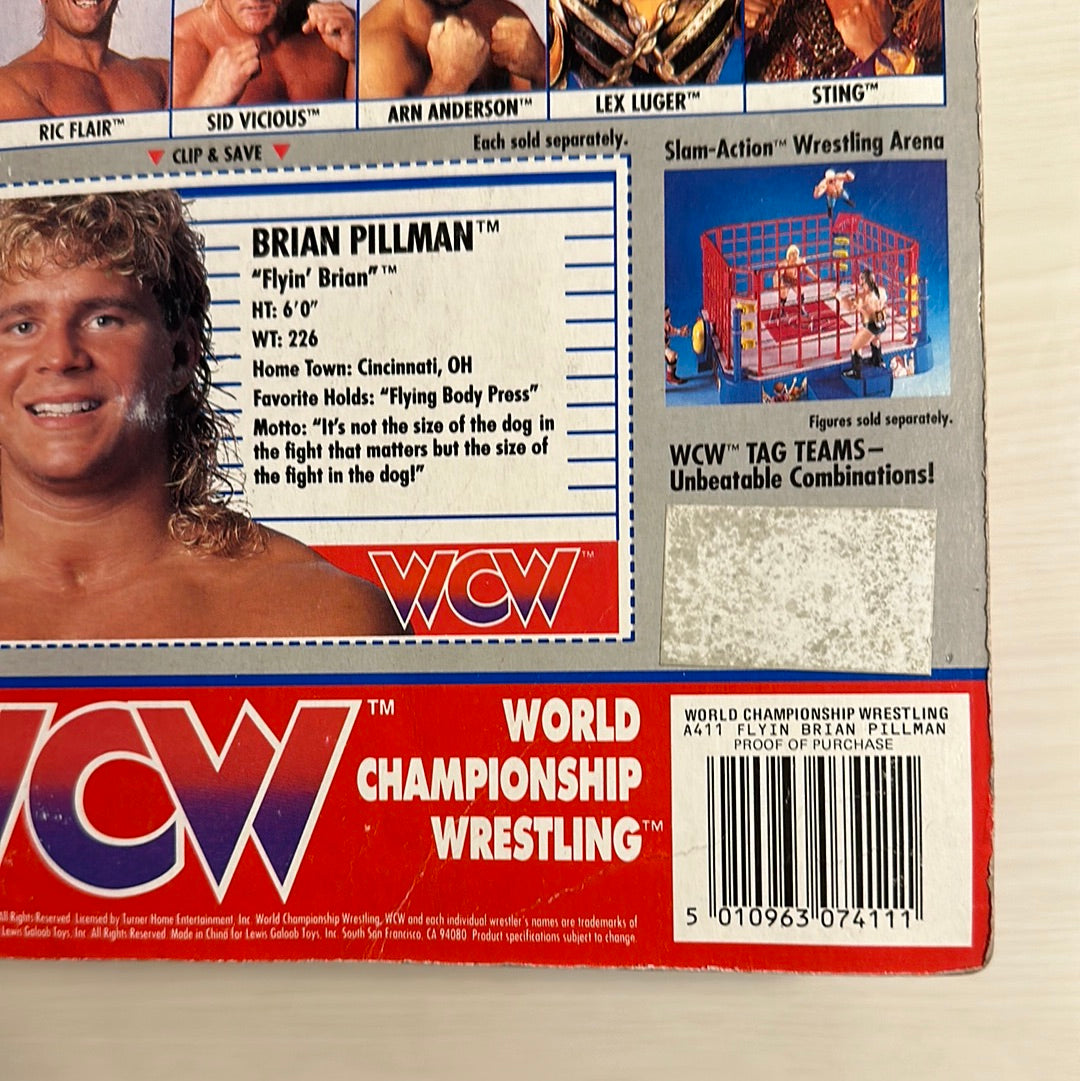 RIC FLAIR™
SID VICIOUS™
ARN ANDERSON™
LEX LUGER™
STING™
▼ CLIP & SAVE ▼
Each sold separately.
BRIAN PILLMAN™
"Flyin' Brian"™
HT: 6'0"
WT: 226
Home Town: Cincinnati, OH
Favorite Holds: "Flying Body Press"
Motto: "It's not the size of the dog in
the fight that matters but the size of
the fight in the dog!"
WCW™
Slam-Action™ Wrestling Arena
Figures sold separately.
WCW™ TAG TEAMS—
Unbeatable Combinations!
WCW™
WORLD
CHAMPIONSHIP
WRESTLING™
All Rights Reserved. Licensed by Turner Home Entertainment, Inc. World Championship Wrestling, WCW and each individual wrestler's names are trademarks of
Lewis Galoob Toys, Inc. All Rights Reserved. Made in China for Lewis Galoob Toys, Inc. South San Francisco, CA 94080. Product specifications subject to change.
WORLD CHAMPIONSHIP WRESTLING
A411 FLYIN BRIAN PILLMAN
PROOF OF PURCHASE
5 010963 074111